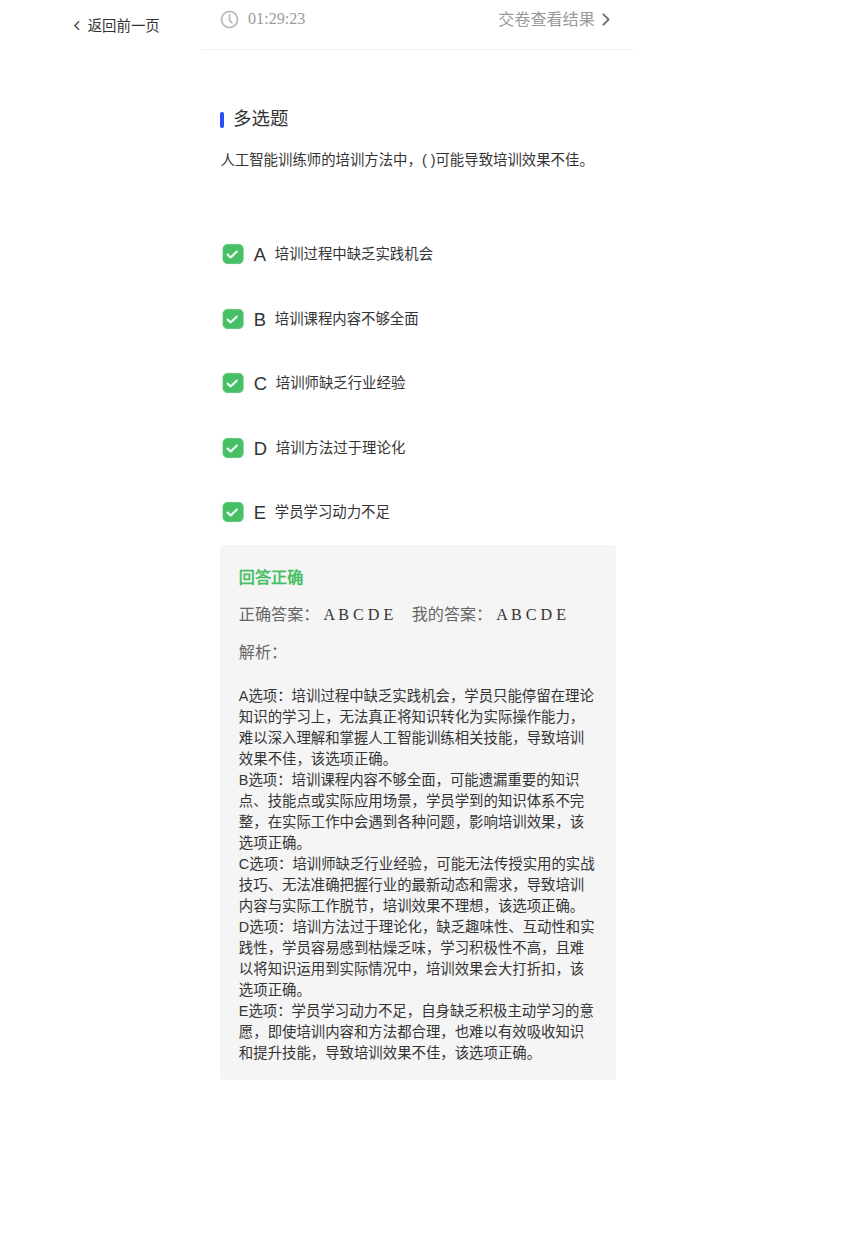 返回前一页
01:29:23
交卷查看结果
多选题
人工智能训练师的培训方法中，( )可能导致培训效果不佳。
A 培训过程中缺乏实践机会
B 培训课程内容不够全面
C 培训师缺乏行业经验
D 培训方法过于理论化
E 学员学习动力不足
回答正确
正确答案： A B C D E 我的答案： A B C D E
解析：
A选项：培训过程中缺乏实践机会，学员只能停留在理论
知识的学习上，无法真正将知识转化为实际操作能力，
难以深入理解和掌握人工智能训练相关技能，导致培训
效果不佳，该选项正确。
B选项：培训课程内容不够全面，可能遗漏重要的知识
点、技能点或实际应用场景，学员学到的知识体系不完
整，在实际工作中会遇到各种问题，影响培训效果，该
选项正确。
C选项：培训师缺乏行业经验，可能无法传授实用的实战
技巧、无法准确把握行业的最新动态和需求，导致培训
内容与实际工作脱节，培训效果不理想，该选项正确。
D选项：培训方法过于理论化，缺乏趣味性、互动性和实
践性，学员容易感到枯燥乏味，学习积极性不高，且难
以将知识运用到实际情况中，培训效果会大打折扣，该
选项正确。
E选项：学员学习动力不足，自身缺乏积极主动学习的意
愿，即使培训内容和方法都合理，也难以有效吸收知识
和提升技能，导致培训效果不佳，该选项正确。